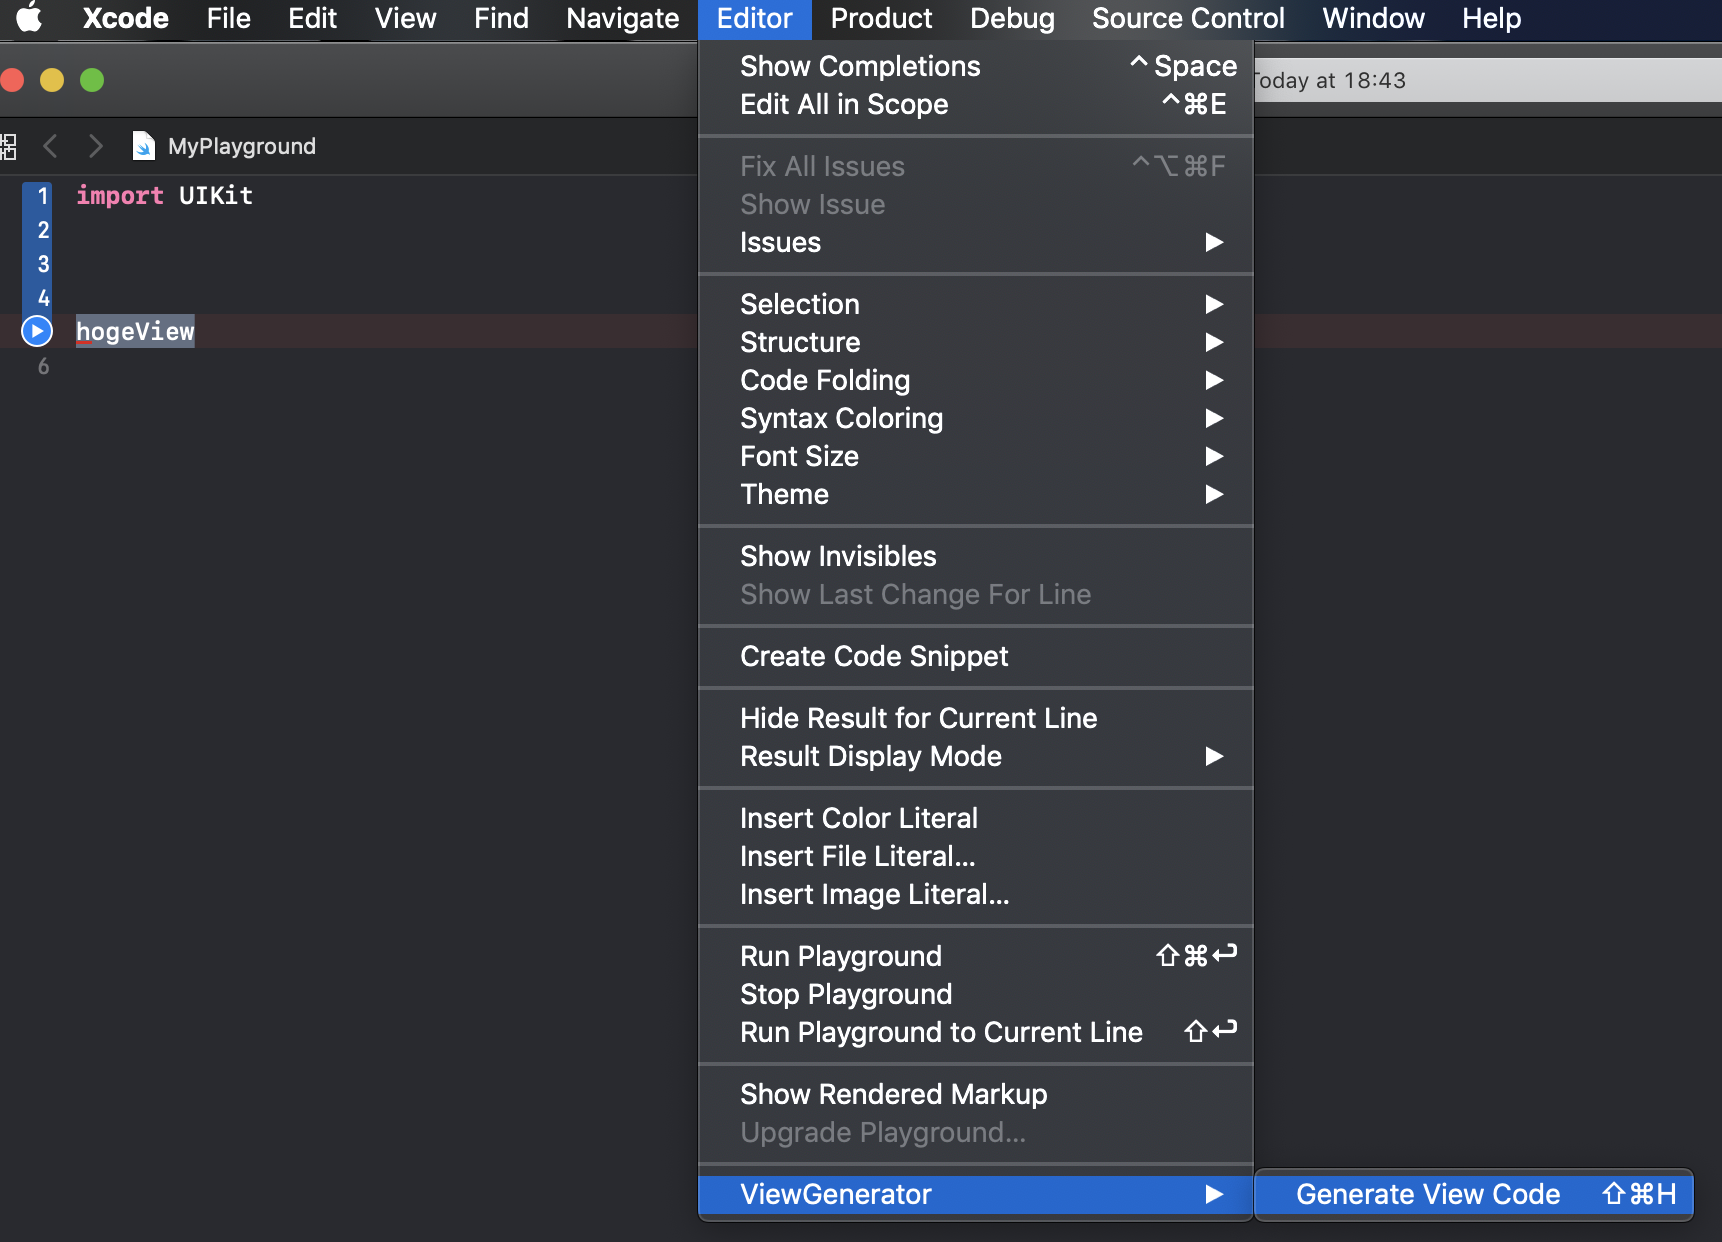 Xcode File Edit View Find Navigate Editor Product Debug Source Control Window Help
Today at 18:43
MyPlayground
1 import UIKit
2
3
4
hogeView
6
Show Completions ^Space
Edit All in Scope ^⌘E
Fix All Issues ^⌥⌘F
Show Issue
Issues ▶
Selection ▶
Structure ▶
Code Folding ▶
Syntax Coloring ▶
Font Size ▶
Theme ▶
Show Invisibles
Show Last Change For Line
Create Code Snippet
Hide Result for Current Line
Result Display Mode ▶
Insert Color Literal
Insert File Literal...
Insert Image Literal...
Run Playground ⇧⌘↩
Stop Playground
Run Playground to Current Line ⇧↩
Show Rendered Markup
Upgrade Playground...
ViewGenerator ▶
Generate View Code ⇧⌘H